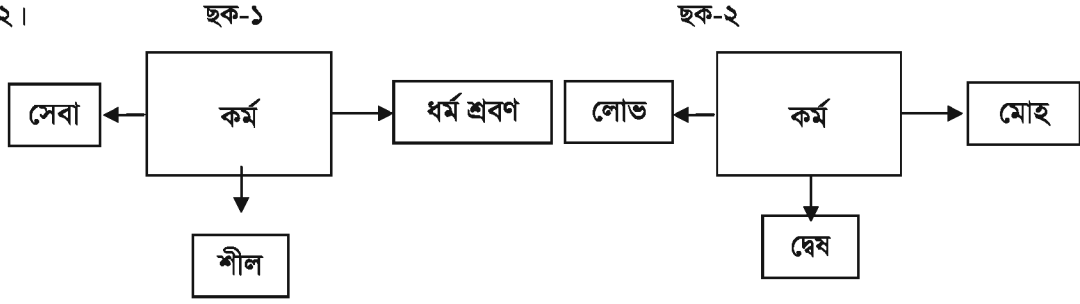 ২। ছক-১ ছক-২
সেবা কর্ম ধর্ম শ্রবণ লোভ কর্ম মোহ
শীল দ্বেষ